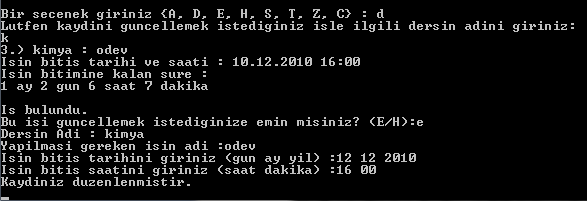 Bir secenek giriniz {A, D, E, H, S, T, Z, C} : d
Lutfen kaydini guncellemek istediginiz isle ilgili dersin adini giriniz:
k
3.) kimya : odev
Isin bitis tarihi ve saati : 10.12.2010 16:00
Isin bitimine kalan sure :
1 ay 2 gun 6 saat 7 dakika
Is bulundu.
Bu isi guncellemek istediginize emin misiniz? (E/H):e
Dersin Adi : kimya
Yapilmasi gereken isin adi :odev
Isin bitis tarihini giriniz (gun ay yil) :12 12 2010
Isin bitis saatini giriniz (saat dakika) :16 00
Kaydiniz duzenlenmistir.